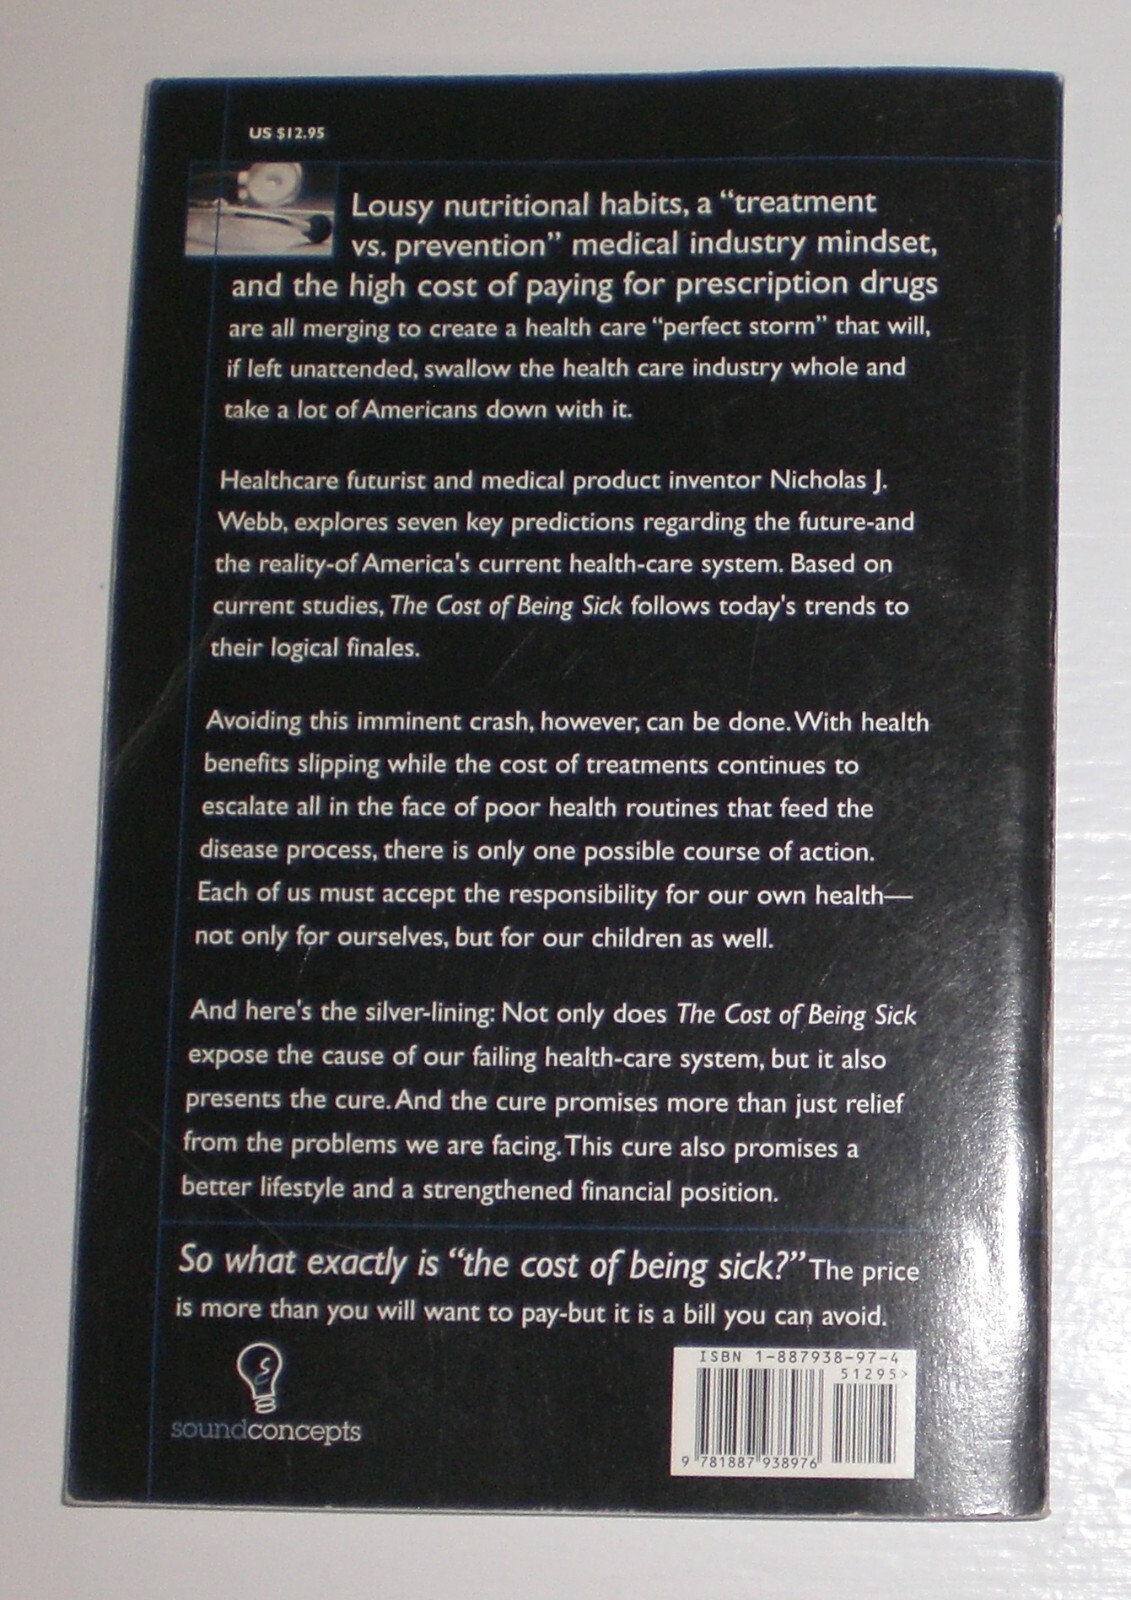 US $12.95
Lousy nutritional habits, a “treatment
vs. prevention” medical industry mindset,
and the high cost of paying for prescription drugs
are all merging to create a health care “perfect storm” that will,
if left unattended, swallow the health care industry whole and
take a lot of Americans down with it.
Healthcare futurist and medical product inventor Nicholas J.
Webb, explores seven key predictions regarding the future-and
the reality-of America's current health-care system. Based on
current studies, The Cost of Being Sick follows today's trends to
their logical finales.
Avoiding this imminent crash, however, can be done. With health
benefits slipping while the cost of treatments continues to
escalate all in the face of poor health routines that feed the
disease process, there is only one possible course of action.
Each of us must accept the responsibility for our own health—
not only for ourselves, but for our children as well.
And here's the silver-lining: Not only does The Cost of Being Sick
expose the cause of our failing health-care system, but it also
presents the cure. And the cure promises more than just relief
from the problems we are facing. This cure also promises a
better lifestyle and a strengthened financial position.
So what exactly is “the cost of being sick?” The price
is more than you will want to pay-but it is a bill you can avoid.
soundconcepts
ISBN 1-887938-97-4
51295>
9 781887 938976